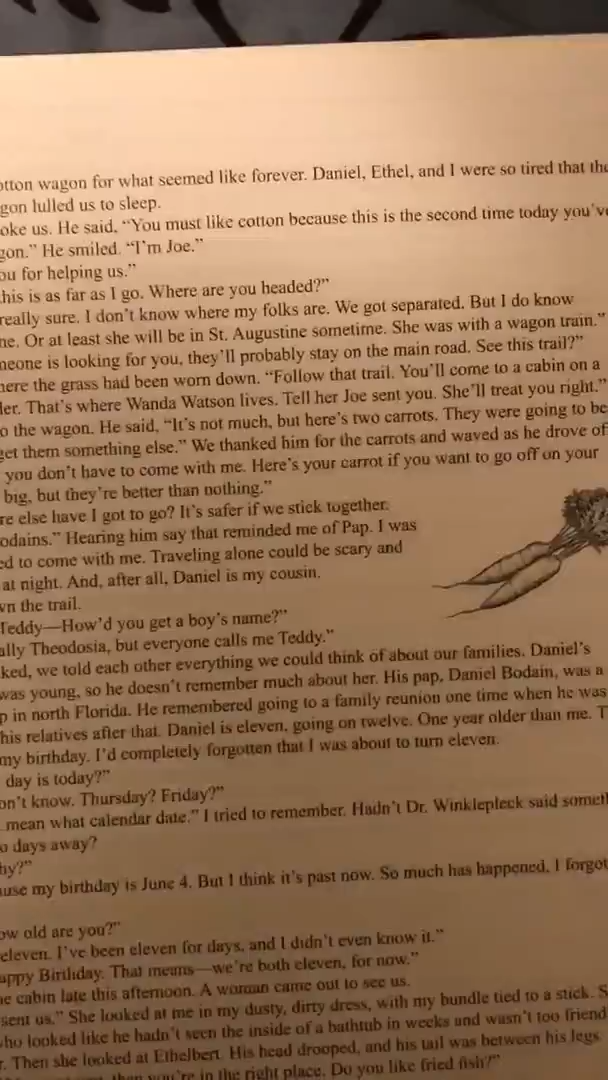 otton wagon for what seemed like forever. Daniel, Ethel, and I were so tired that the
gon lulled us to sleep.
oke us. He said, “You must like cotton because this is the second time today you’ve
gon.” He smiled. “I’m Joe.”
ou for helping us.”
his is as far as I go. Where are you headed?”
really sure. I don’t know where my folks are. We got separated. But I do know
ne. Or at least she will be in St. Augustine sometime. She was with a wagon train.”
neone is looking for you, they’ll probably stay on the main road. See this trail?”
here the grass had been worn down. “Follow that trail. You’ll come to a cabin on a
der. That’s where Wanda Watson lives. Tell her Joe sent you. She’ll treat you right.”
o the wagon. He said, “It’s not much, but here’s two carrots. They were going to be
get them something else.” We thanked him for the carrots and waved as he drove of
you don’t have to come with me. Here’s your carrot if you want to go off on your
big, but they’re better than nothing.”
re else have I got to go? It’s safer if we stick together.
odains.” Hearing him say that reminded me of Pap. I was
ed to come with me. Traveling alone could be scary and
at night. And, after all, Daniel is my cousin.
wn the trail.
Teddy—How’d you get a boy’s name?”
ally Theodosia, but everyone calls me Teddy.”
ked, we told each other everything we could think of about our families. Daniel’s
was young, so he doesn’t remember much about her. His pap, Daniel Bodain, was a
p in north Florida. He remembered going to a family reunion one time when he was
his relatives after that. Daniel is eleven, going on twelve. One year older than me. T
my birthday. I’d completely forgotten that I was about to turn eleven.
day is today?”
on’t know. Thursday? Friday?”
mean what calendar date.” I tried to remember. Hadn’t Dr. Winklepleck said somet
o days away?
hy?”
use my birthday is June 4. But I think it’s past now. So much has happened, I forgot
ow old are you?”
eleven. I’ve been eleven for days, and I didn’t even know it.”
appy Birthday. That means—we’re both eleven, for now.”
e cabin late this afternoon. A woman came out to see us.
sent us.” She looked at me in my dusty, dirty dress, with my bundle tied to a stick. S
who looked like he hadn’t seen the inside of a bathtub in weeks and wasn’t too friend
r. Then she looked at Ethelbert. His head drooped, and his tail was between his legs
than you’re in the right place. Do you like fried fish?”